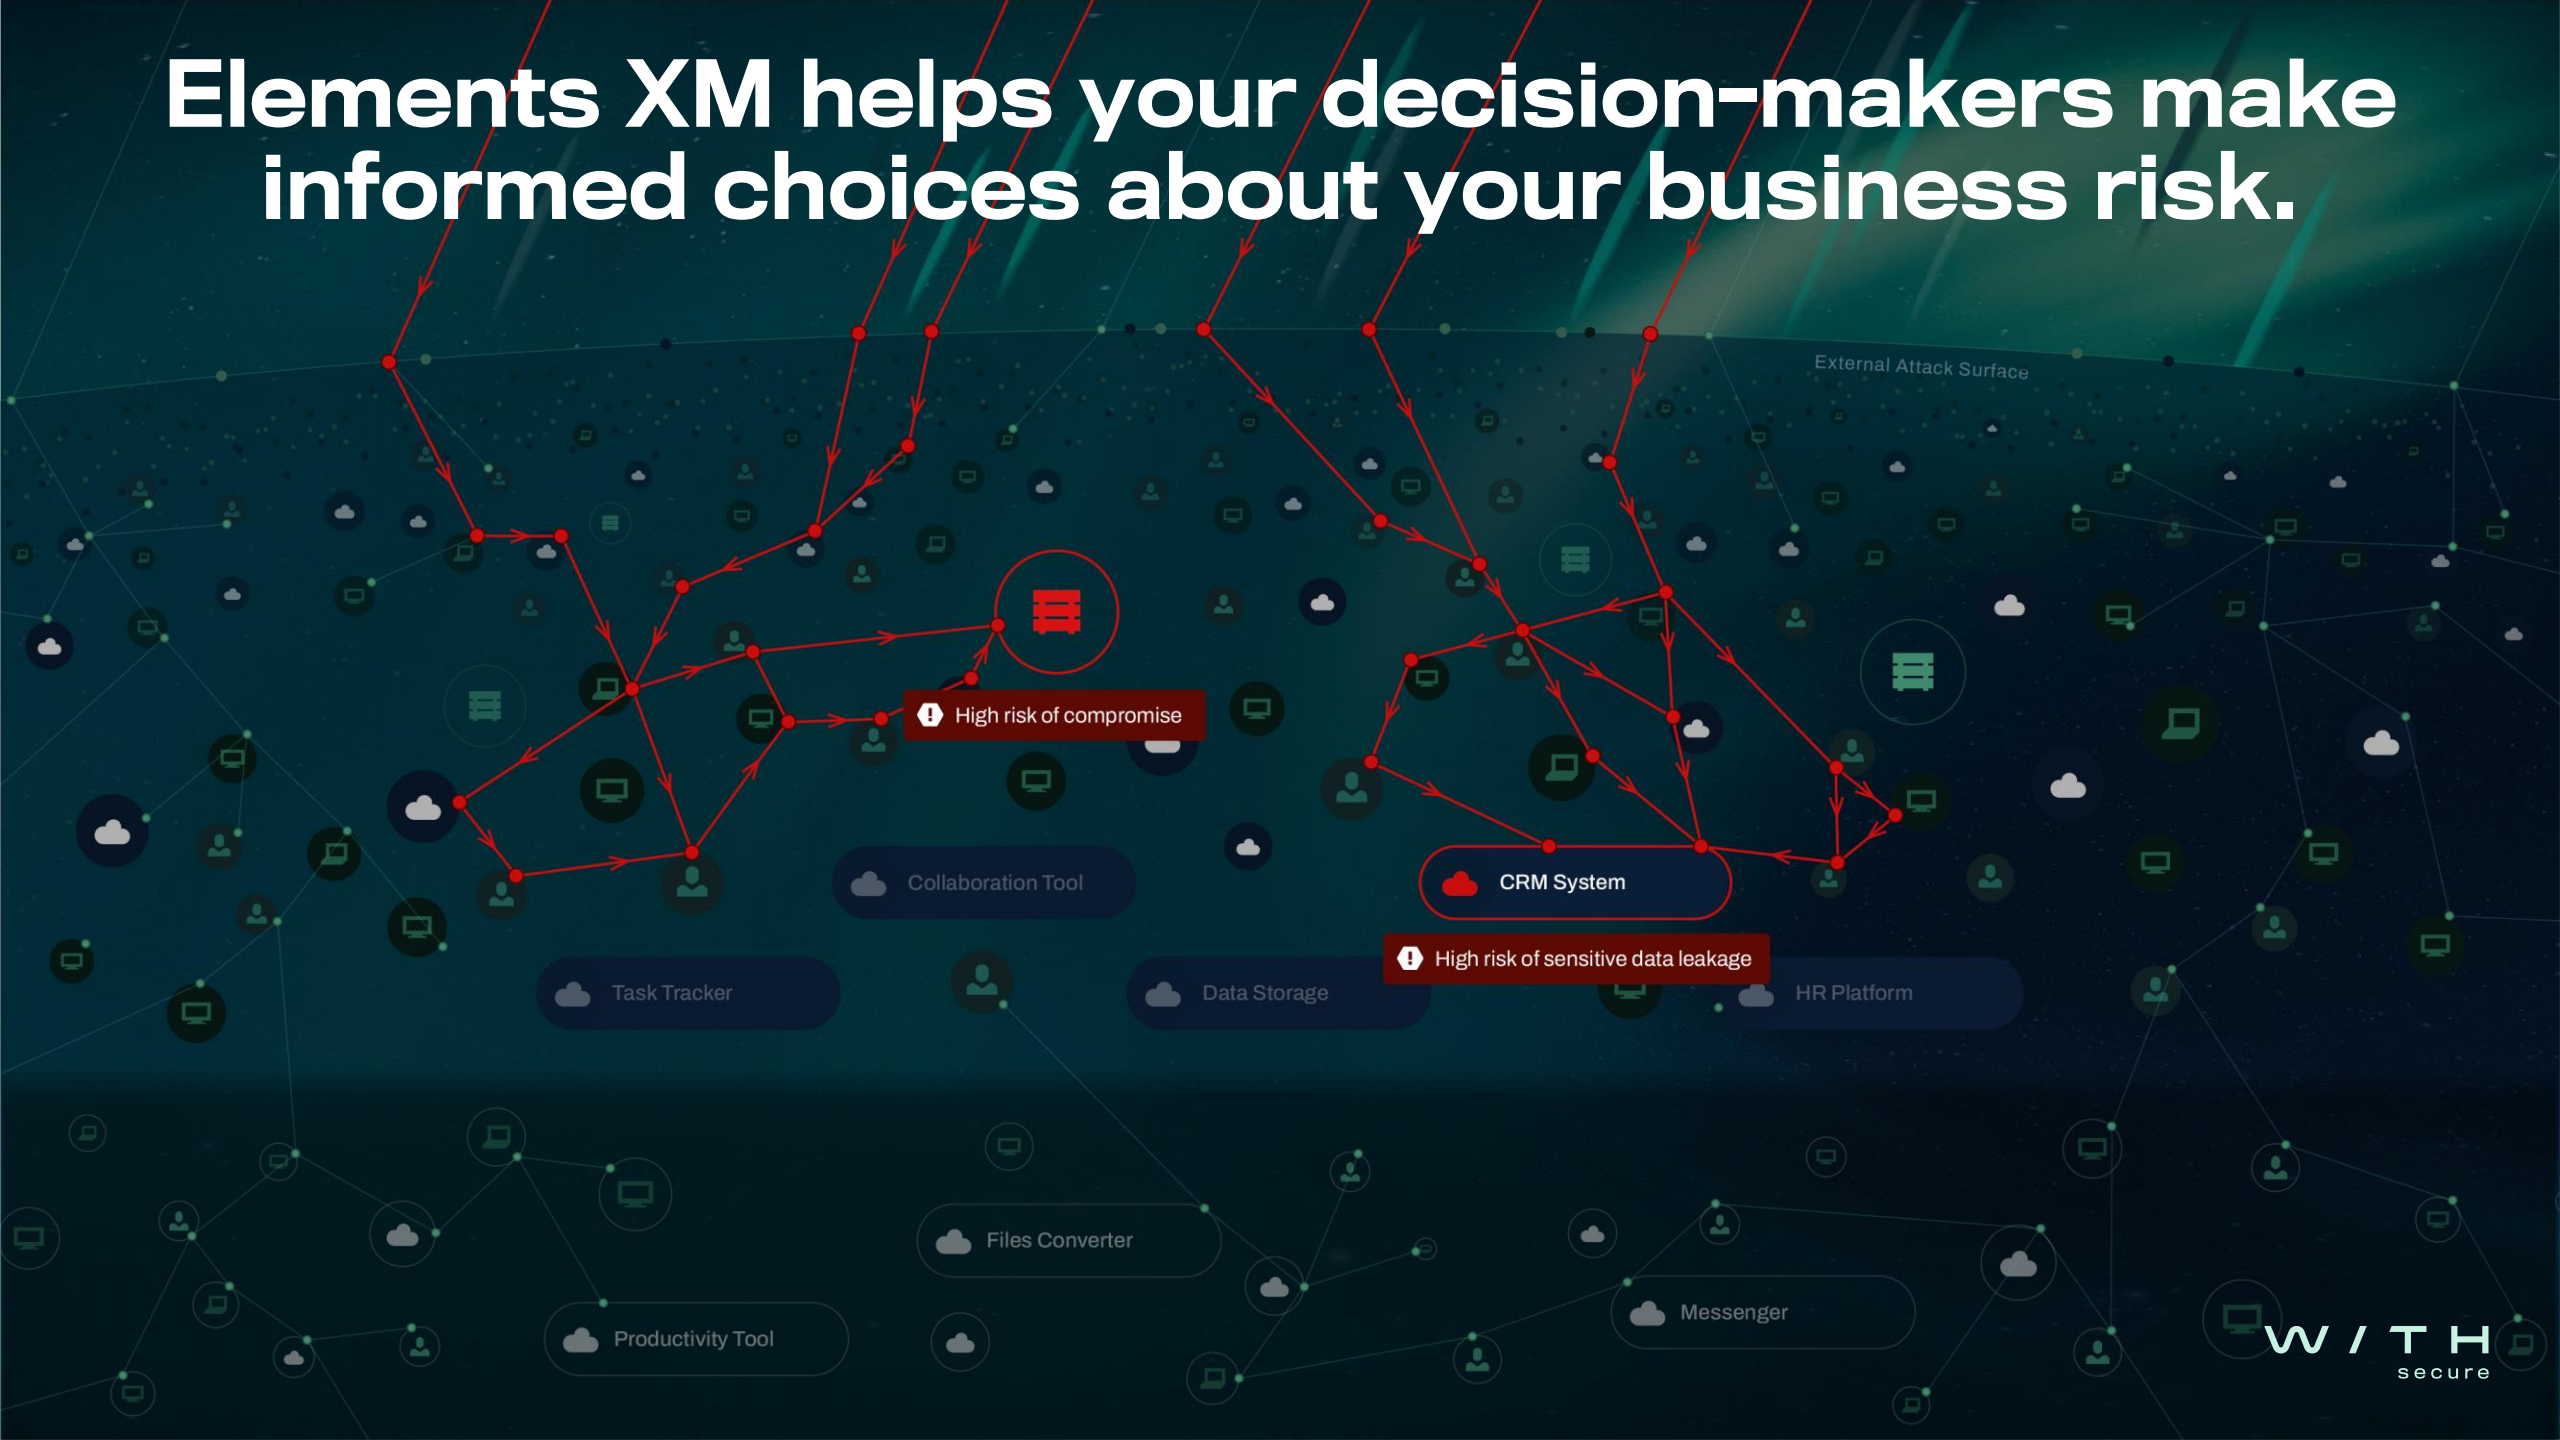 Elements XM helps your decision-makers make
informed choices about your business risk.
External Attack Surface
High risk of compromise
Collaboration Tool
CRM System
High risk of sensitive data leakage
Task Tracker
Data Storage
HR Platform
Files Converter
Messenger
Productivity Tool
W/TH
secure